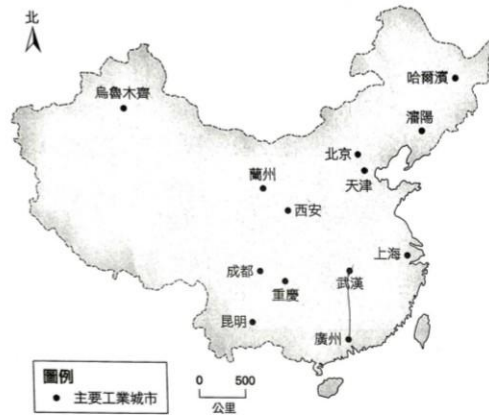 北
哈爾濱
烏魯木齊
瀋陽
北京
天津
蘭州
西安
上海
成都
武漢
重慶
昆明
廣州
圖例
主要工業城市
0 500
公里